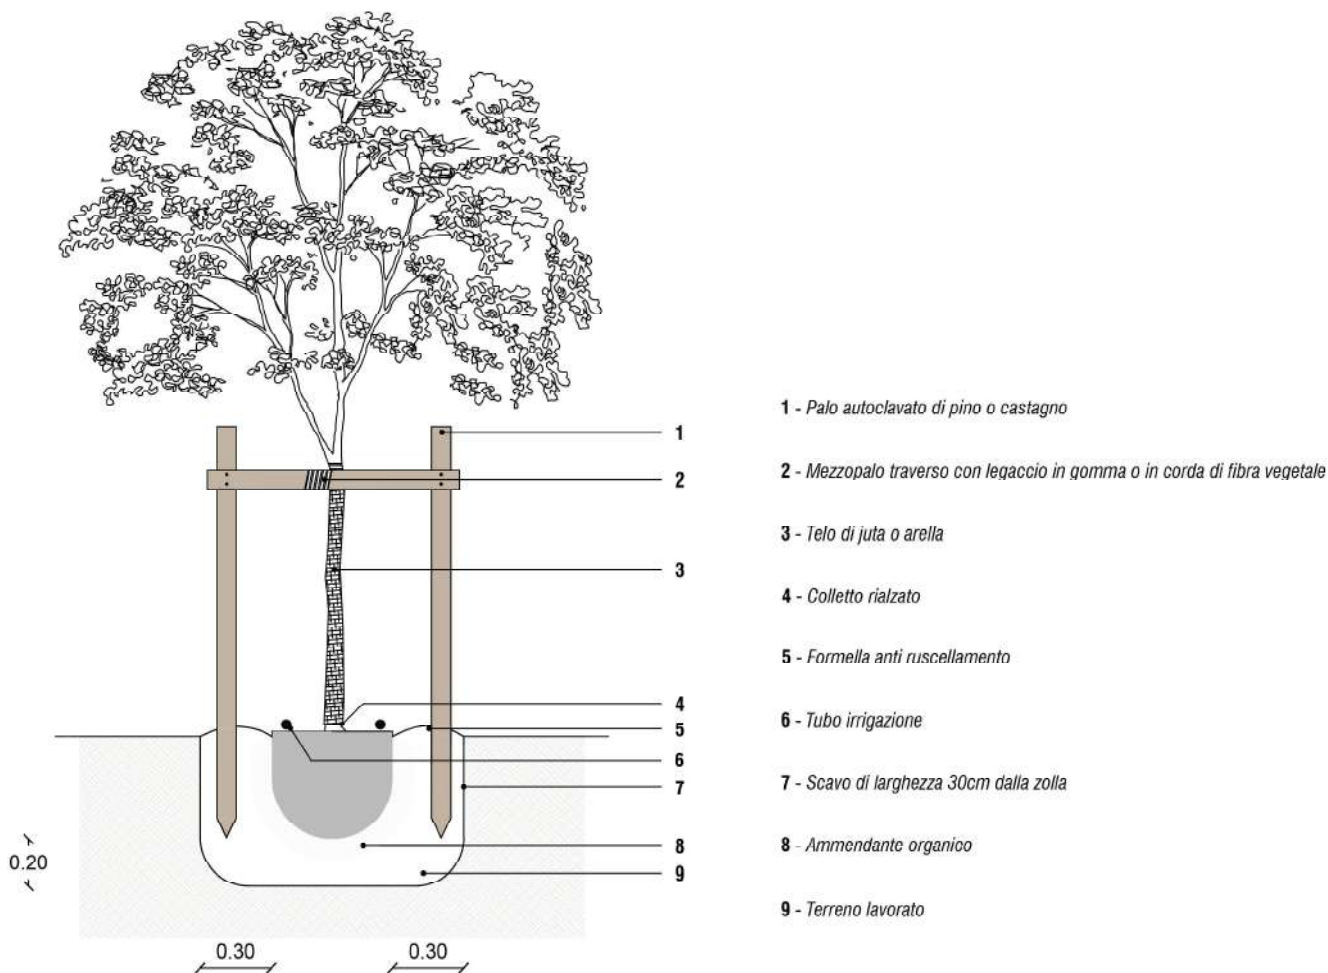 1
2
3
4
5
6
7
8
9
0.20
0.30
0.30
1 - Palo autoclavato di pino o castagno
2 - Mezzopalo traverso con legaccio in gomma o in corda di fibra vegetale
3 - Telo di juta o arella
4 - Colletto rialzato
5 - Formella anti ruscellamento
6 - Tubo irrigazione
7 - Scavo di larghezza 30cm dalla zolla
8 - Ammendante organico
9 - Terreno lavorato